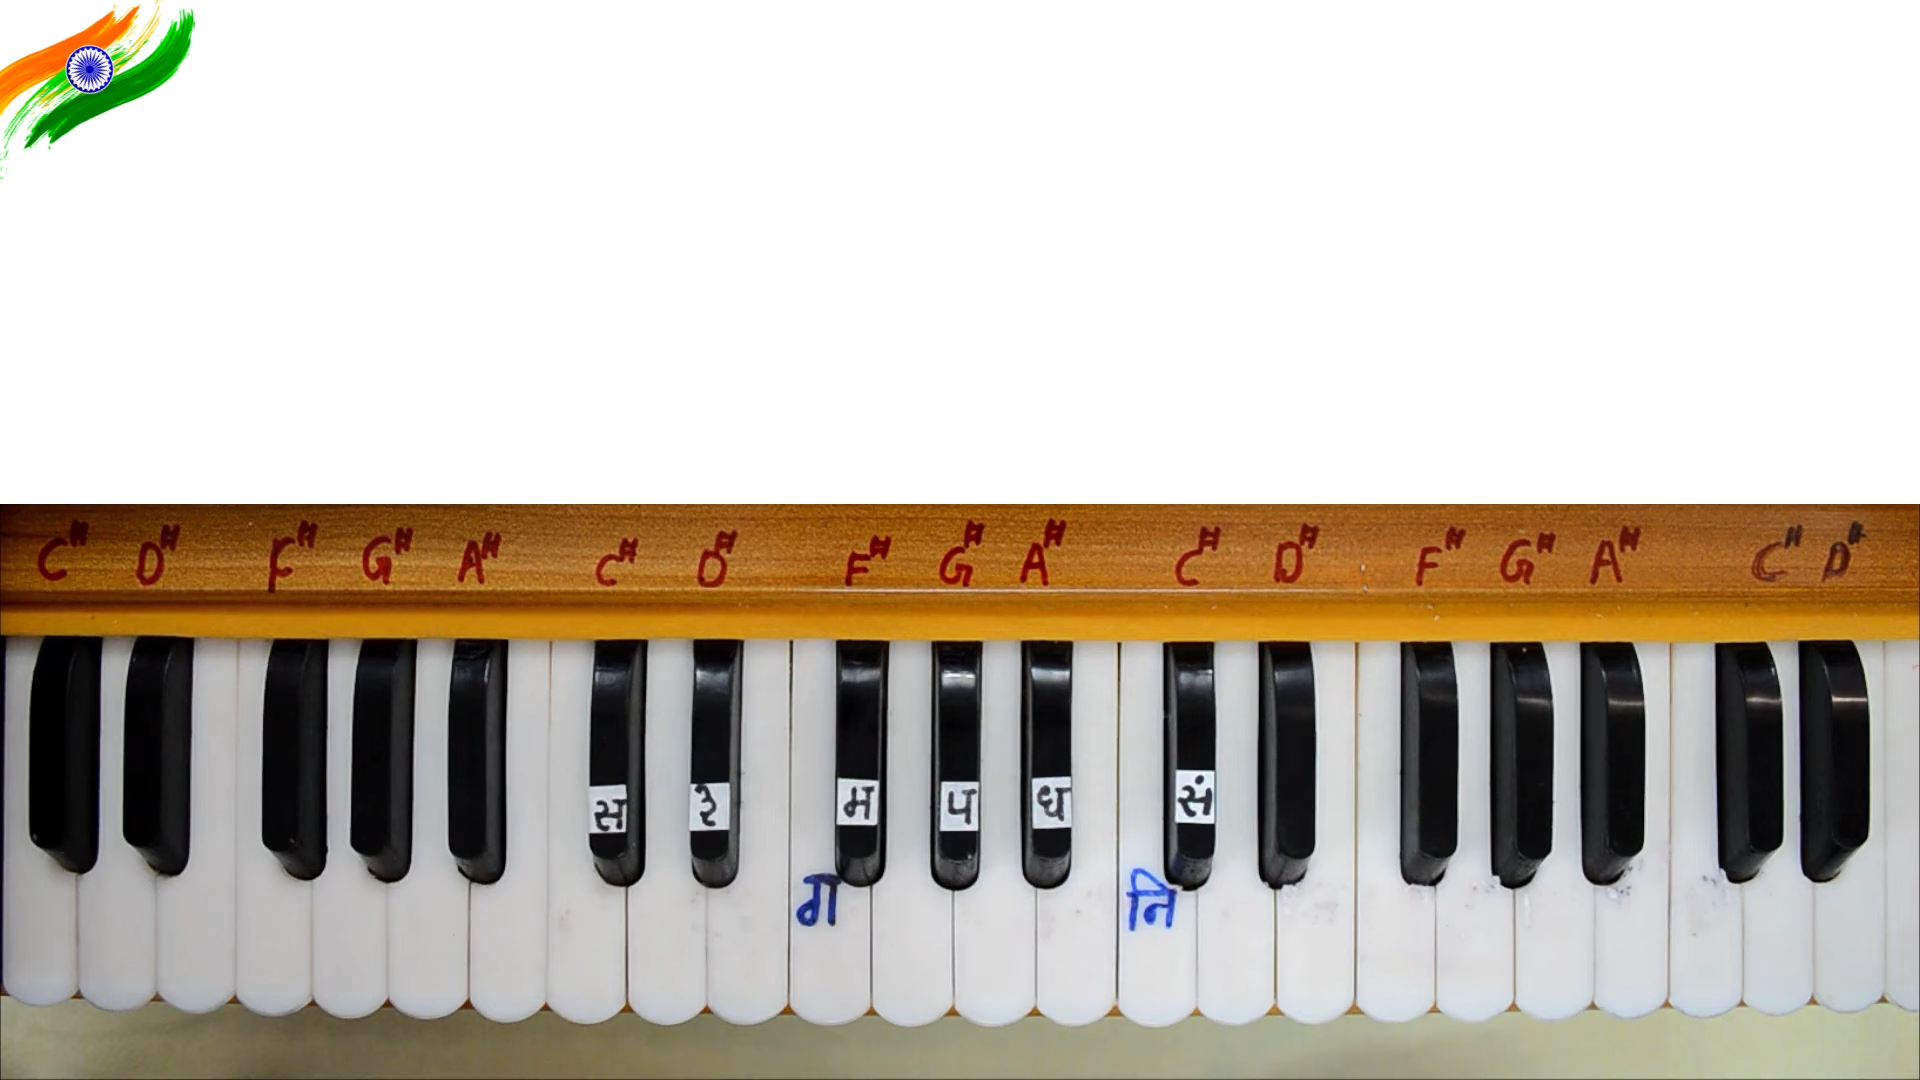 C# D# F# G# A# C# D# F# G# A# C# D# F# G# A# C# D#
स रे म प ध सं
ग नि